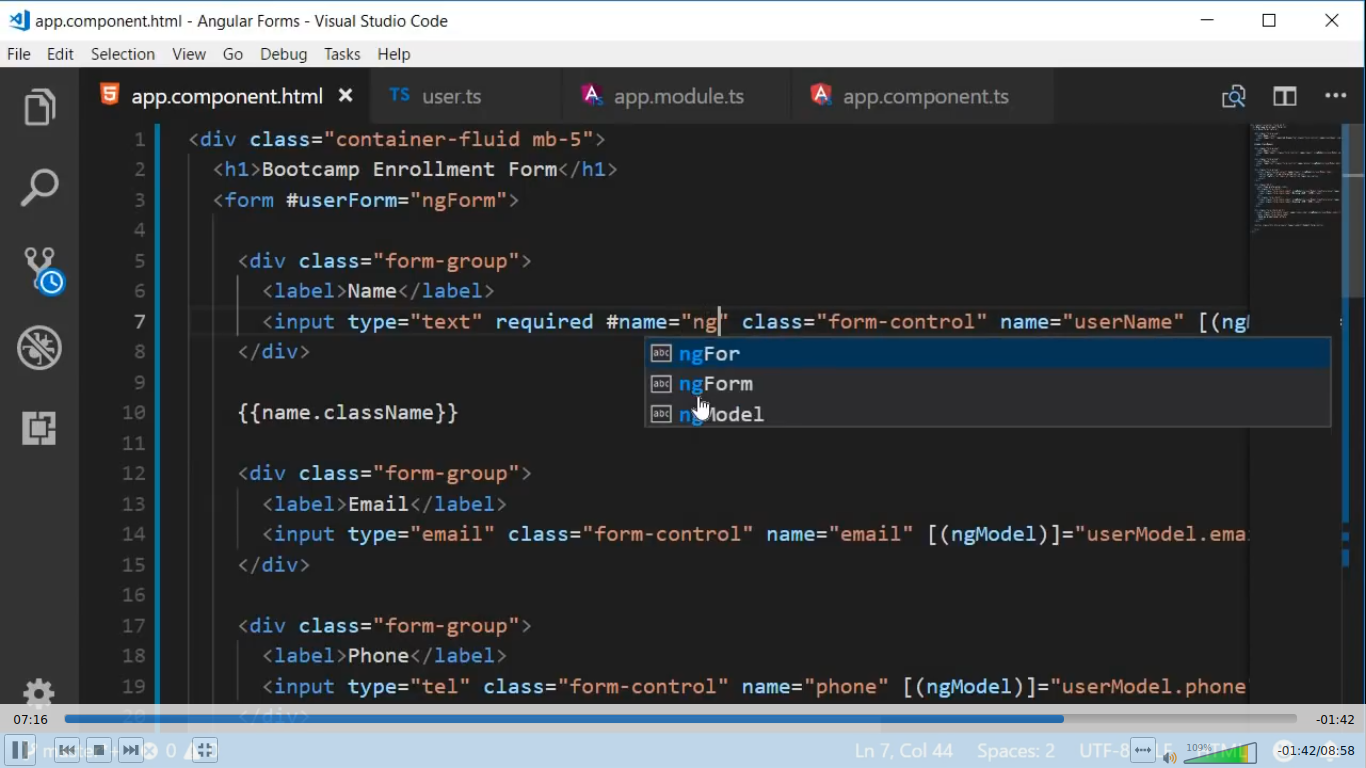 app.component.html - Angular Forms - Visual Studio Code
File Edit Selection View Go Debug Tasks Help
app.component.html TS user.ts app.module.ts app.component.ts
1 <div class="container-fluid mb-5">
2 <h1>Bootcamp Enrollment Form</h1>
3 <form #userForm="ngForm">
4
5 <div class="form-group">
6 <label>Name</label>
7 <input type="text" required #name="ng" class="form-control" name="userName" [(ng
ngFor
8 </div>
9
ngForm
10 {{name.className}}
ngModel
11
12 <div class="form-group">
13 <label>Email</label>
14 <input type="email" class="form-control" name="email" [(ngModel)]="userModel.ema
15 </div>
16
17 <div class="form-group">
18 <label>Phone</label>
19 <input type="tel" class="form-control" name="phone" [(ngModel)]="userModel.phone
20 </div>
07:16 -01:42
0 Ln 7, Col 44 Spaces: 2 UTF-8 109% -01:42/08:58